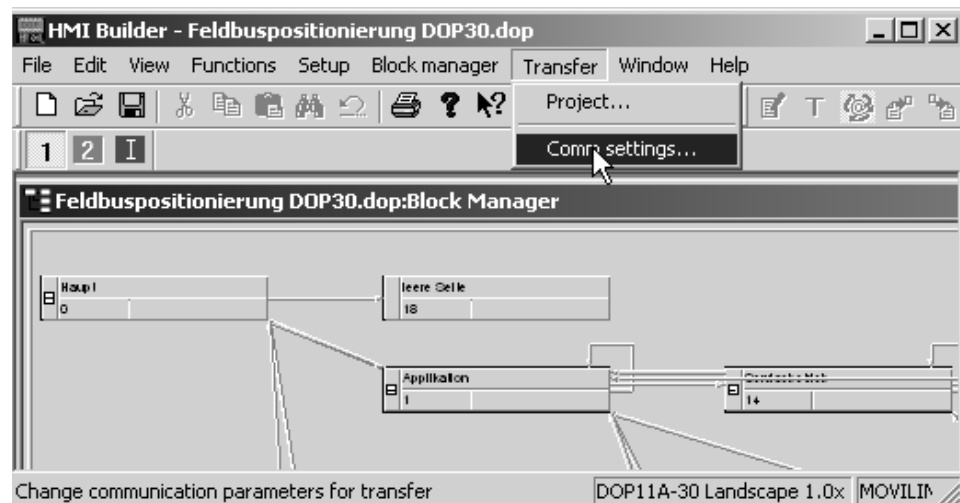 HMI Builder - Feldbuspositionierung DOP30.dop
File Edit View Functions Setup Block manager Transfer Window Help
Project...
Comm settings...
1 2 I
Feldbuspositionierung DOP30.dop:Block Manager
Haupt
0
leere Seite
18
Applikation
1
14
Change communication parameters for transfer
DOP11A-30 Landscape 1.0x